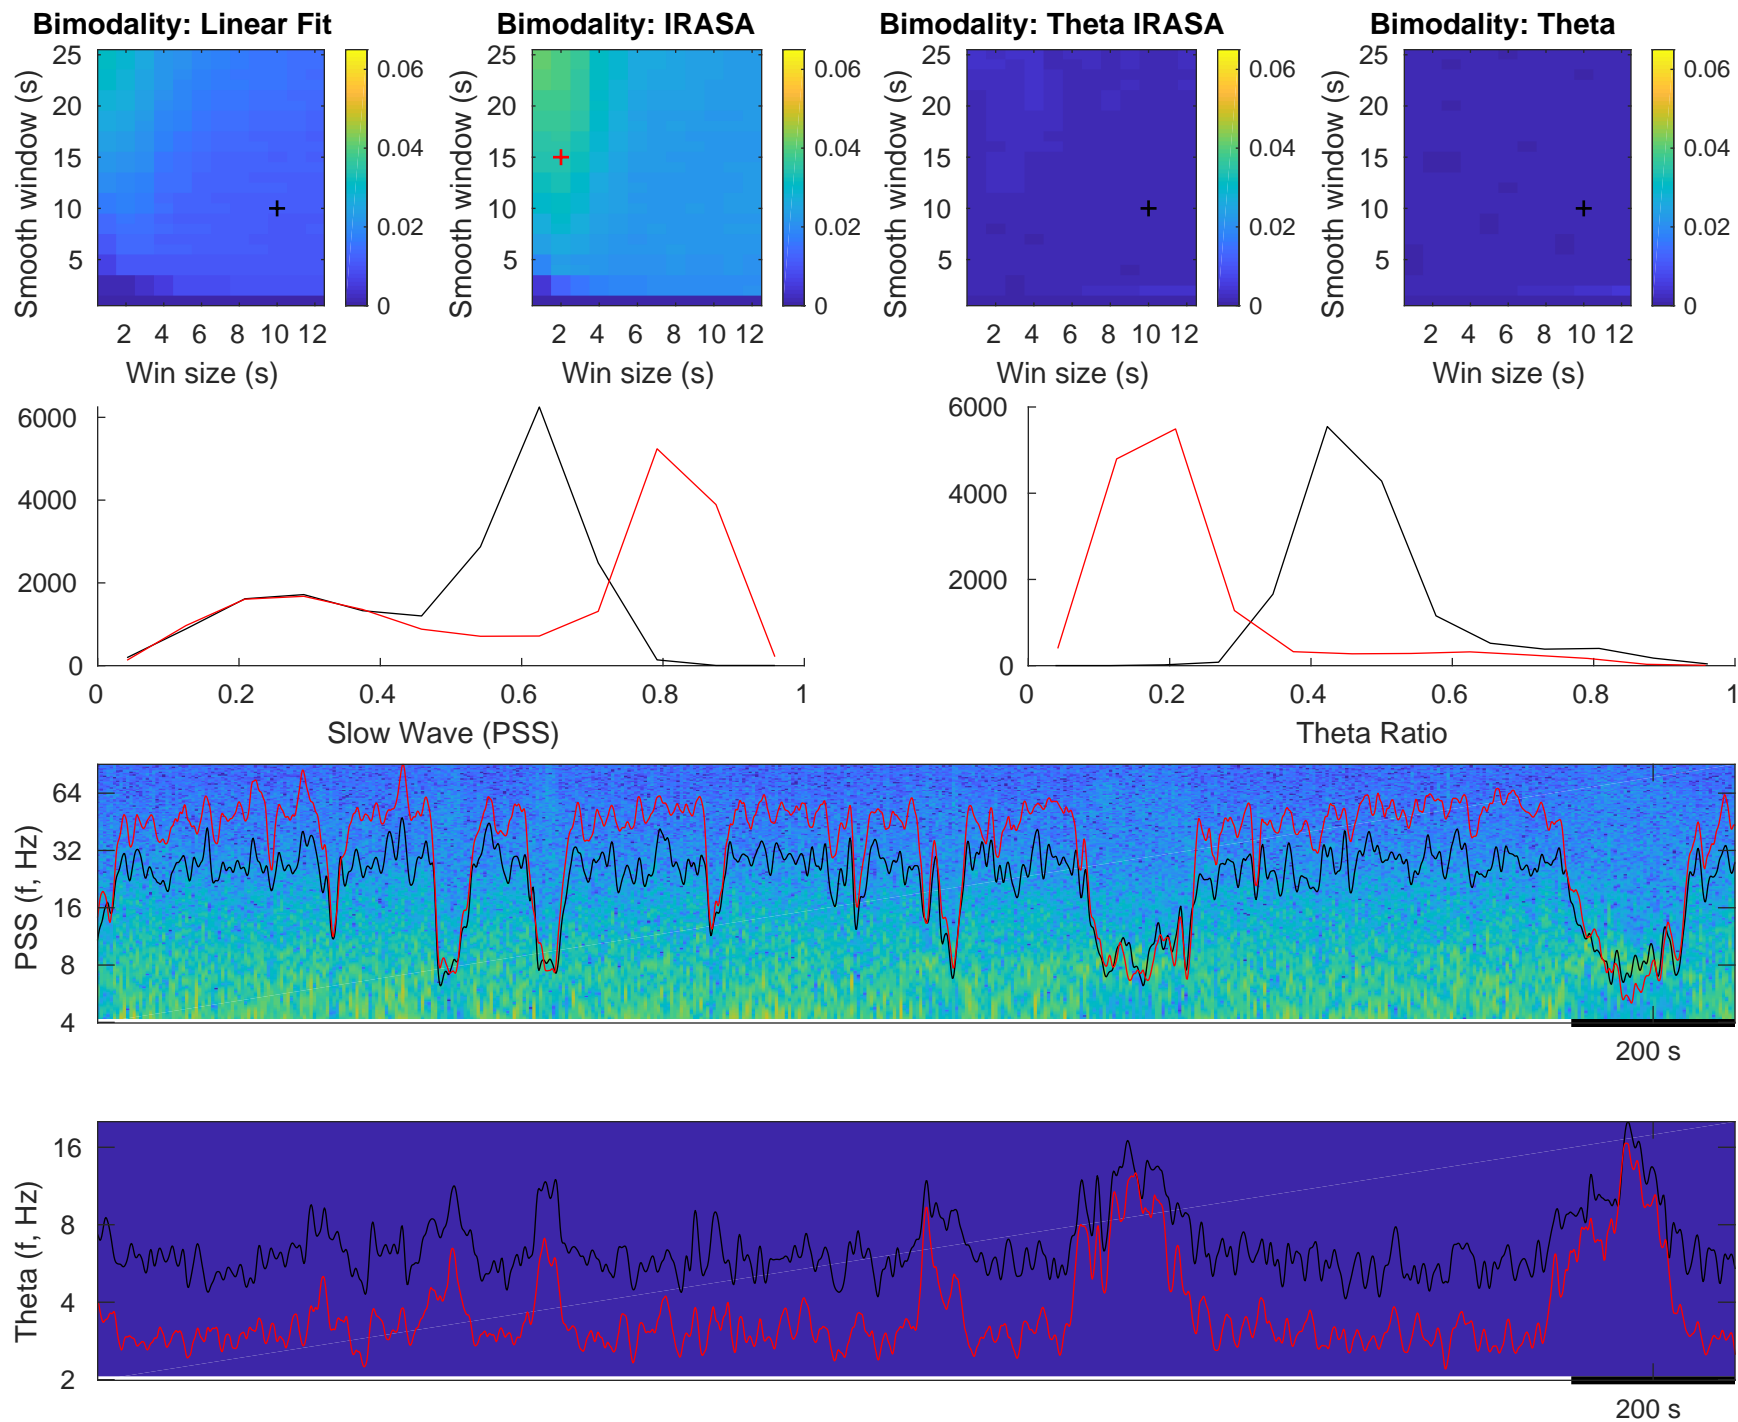 Bimodality: Linear Fit
Bimodality: IRASA
Bimodality: Theta IRASA
Bimodality: Theta
25
20
15
10
5
Smooth window (s)
2 4 6 8 10 12
Win size (s)
0.06
0.04
0.02
0
25
20
15
10
5
Smooth window (s)
2 4 6 8 10 12
Win size (s)
0.06
0.04
0.02
0
25
20
15
10
5
Smooth window (s)
2 4 6 8 10 12
Win size (s)
0.06
0.04
0.02
0
25
20
15
10
5
Smooth window (s)
2 4 6 8 10 12
Win size (s)
0.06
0.04
0.02
0
6000
4000
2000
0
0 0.2 0.4 0.6 0.8 1
Slow Wave (PSS)
6000
4000
2000
0
0 0.2 0.4 0.6 0.8 1
Theta Ratio
64
32
16
8
4
PSS (f, Hz)
200 s
16
8
4
2
Theta (f, Hz)
200 s